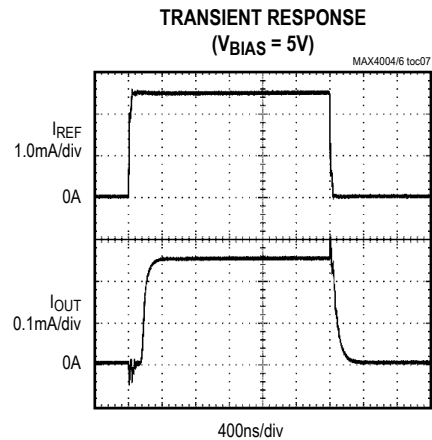 TRANSIENT RESPONSE
(VBIAS = 5V)
MAX4004/6 toc07
IREF
1.0mA/div
0A
IOUT
0.1mA/div
0A
400ns/div